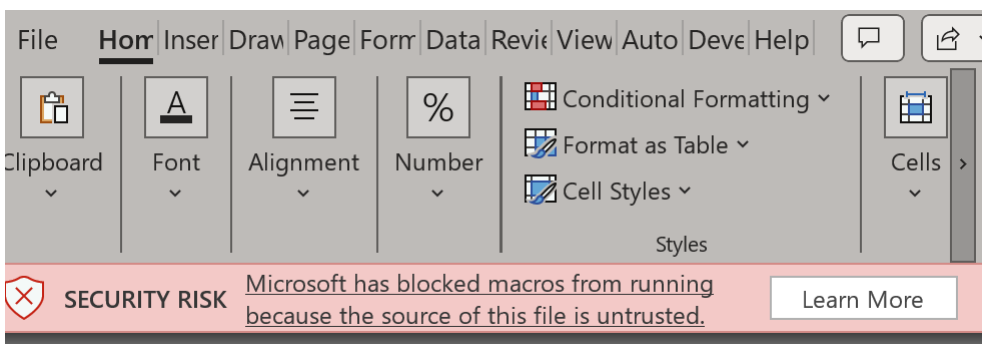 File Hom Inser Draw Page Form Data Revie View Auto Deve Help
Clipboard Font Alignment Number Conditional Formatting Cells
Format as Table
Cell Styles
Styles
SECURITY RISK Microsoft has blocked macros from running
because the source of this file is untrusted. Learn More